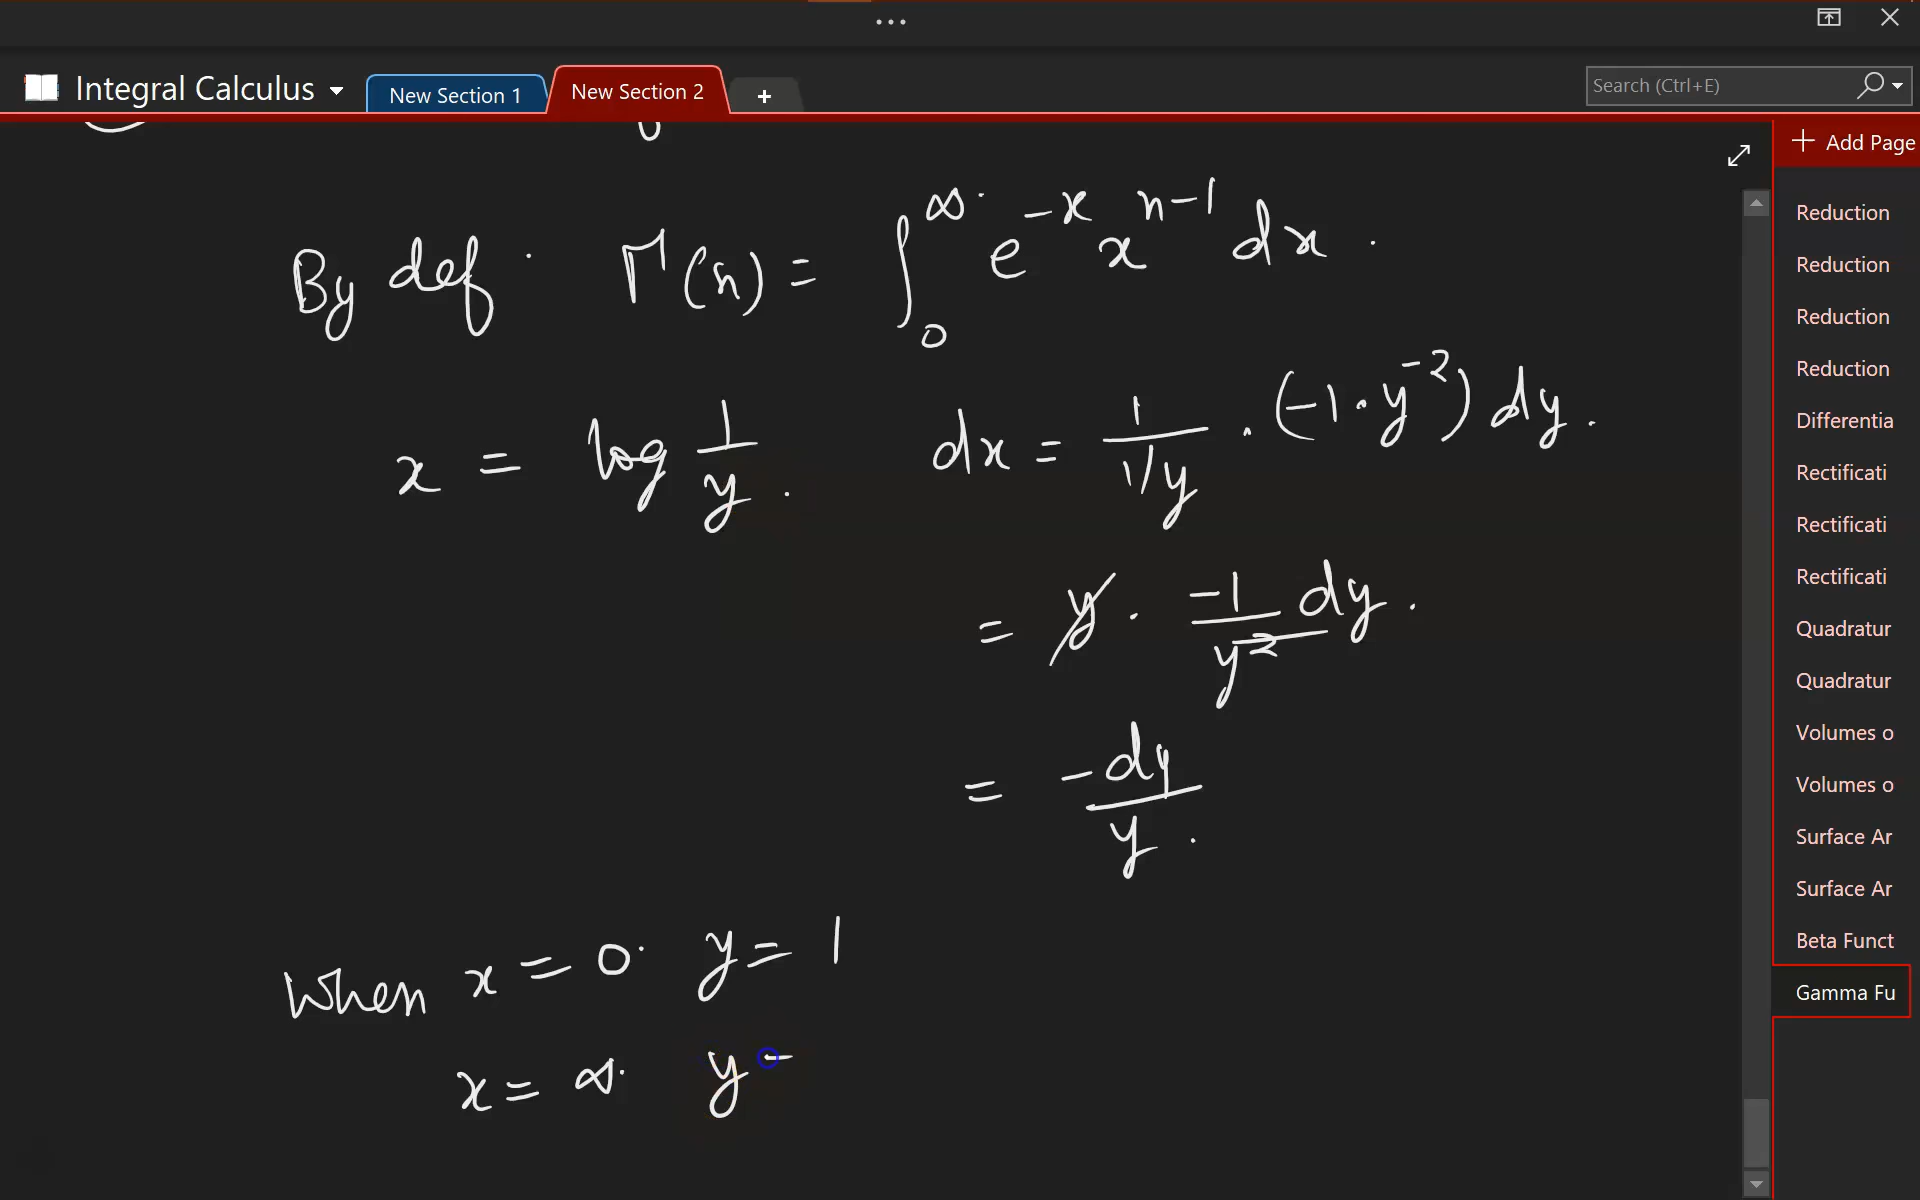 ...
Integral Calculus New Section 1 New Section 2 +
Search (Ctrl+E)
+ Add Page
Reduction
Reduction
Reduction
Reduction
Differentia
Rectificati
Rectificati
Rectificati
Quadratur
Quadratur
Volumes o
Volumes o
Surface Ar
Surface Ar
Beta Funct
Gamma Fu
By def. Γ(n) = ∫₀^∞ e^{-x} x^{n-1} dx.
x = log 1/y. dx = 1/(1/y) · (-1·y^{-2}) dy.
= y · -1/y² dy.
= -dy/y.
When x = 0. y = 1
x = ∞. y -